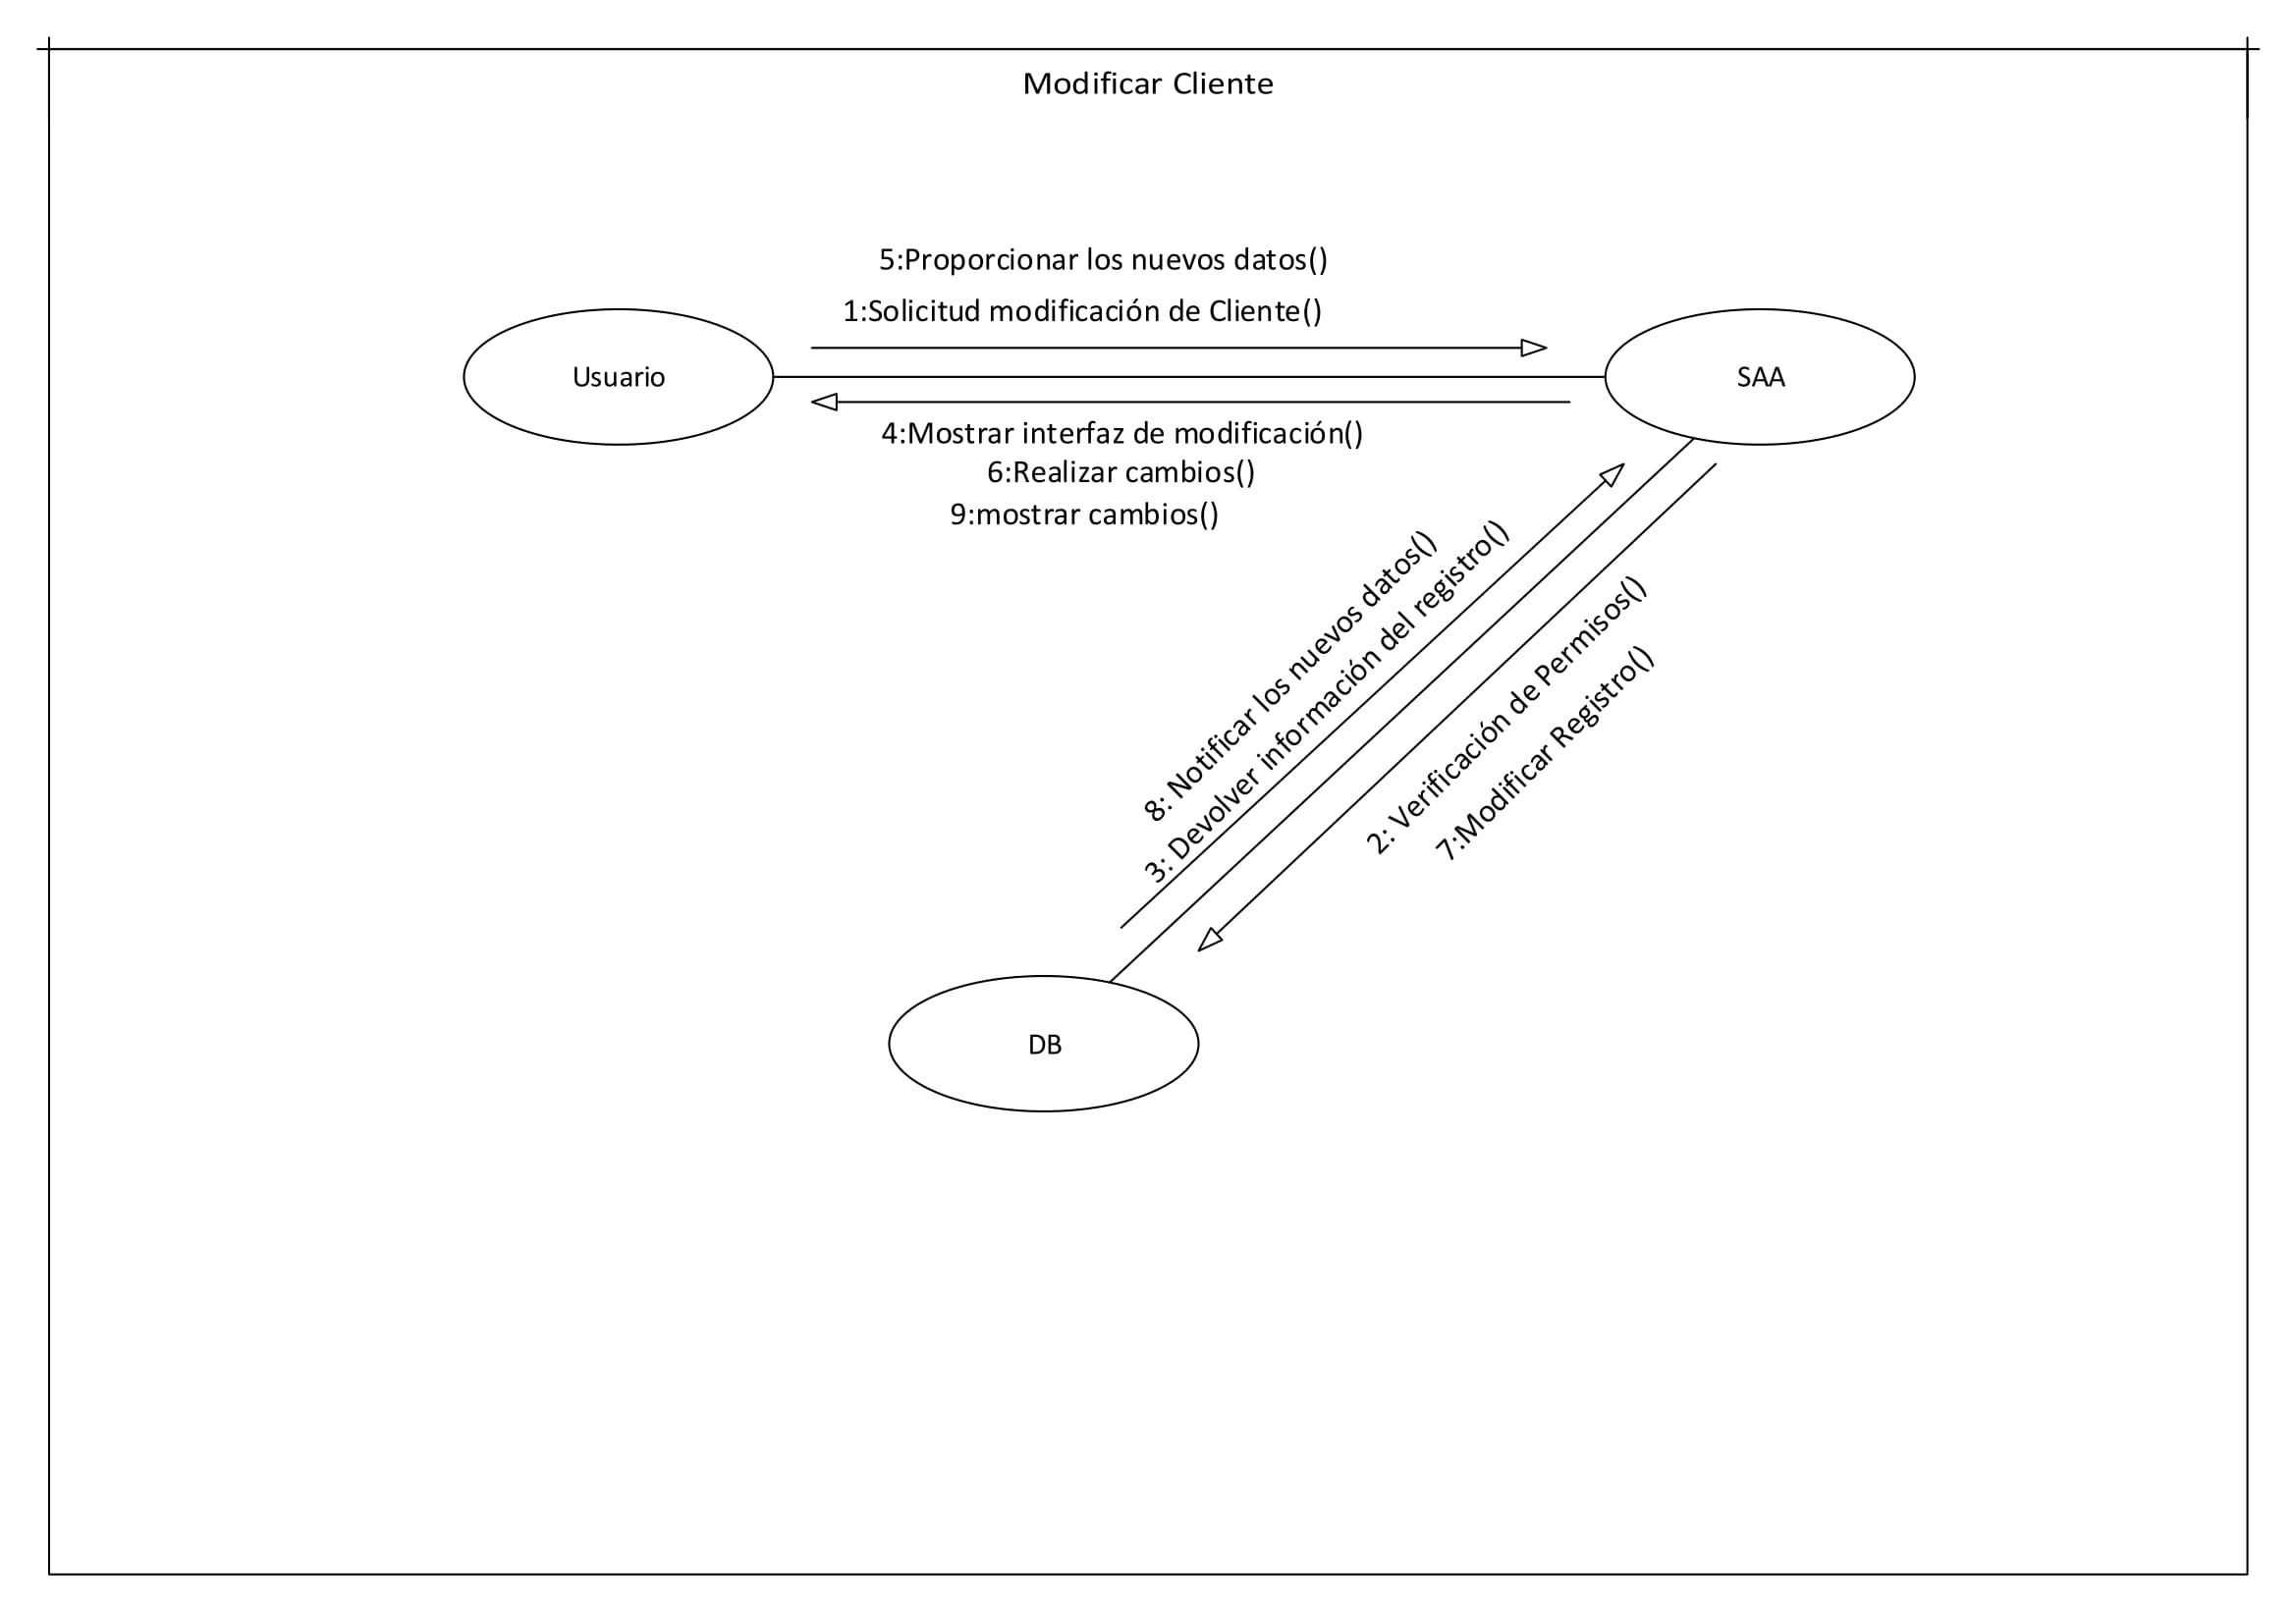 Modificar Cliente
5:Proporcionar los nuevos datos()
1:Solicitud modificación de Cliente()
Usuario
SAA
4:Mostrar interfaz de modificación()
6:Realizar cambios()
9:mostrar cambios()
8: Notificar los nuevos datos()
3: Devolver información del registro()
2: Verificación de Permisos()
7:Modificar Registro()
DB